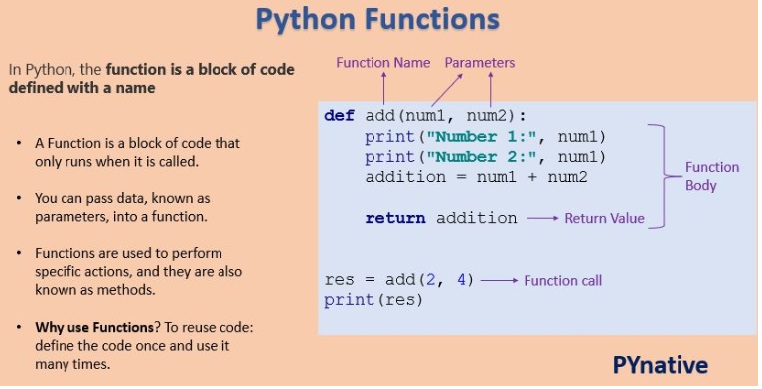 Python Functions
In Python, the function is a block of code
defined with a name
• A Function is a block of code that
only runs when it is called.
• You can pass data, known as
parameters, into a function.
• Functions are used to perform
specific actions, and they are also
known as methods.
• Why use Functions? To reuse code:
define the code once and use it
many times.
Function Name Parameters
def add(num1, num2):
print("Number 1:", num1)
print("Number 2:", num1)
addition = num1 + num2
return addition → Return Value
Function
Body
res = add(2, 4) → Function call
print(res)
PYnative